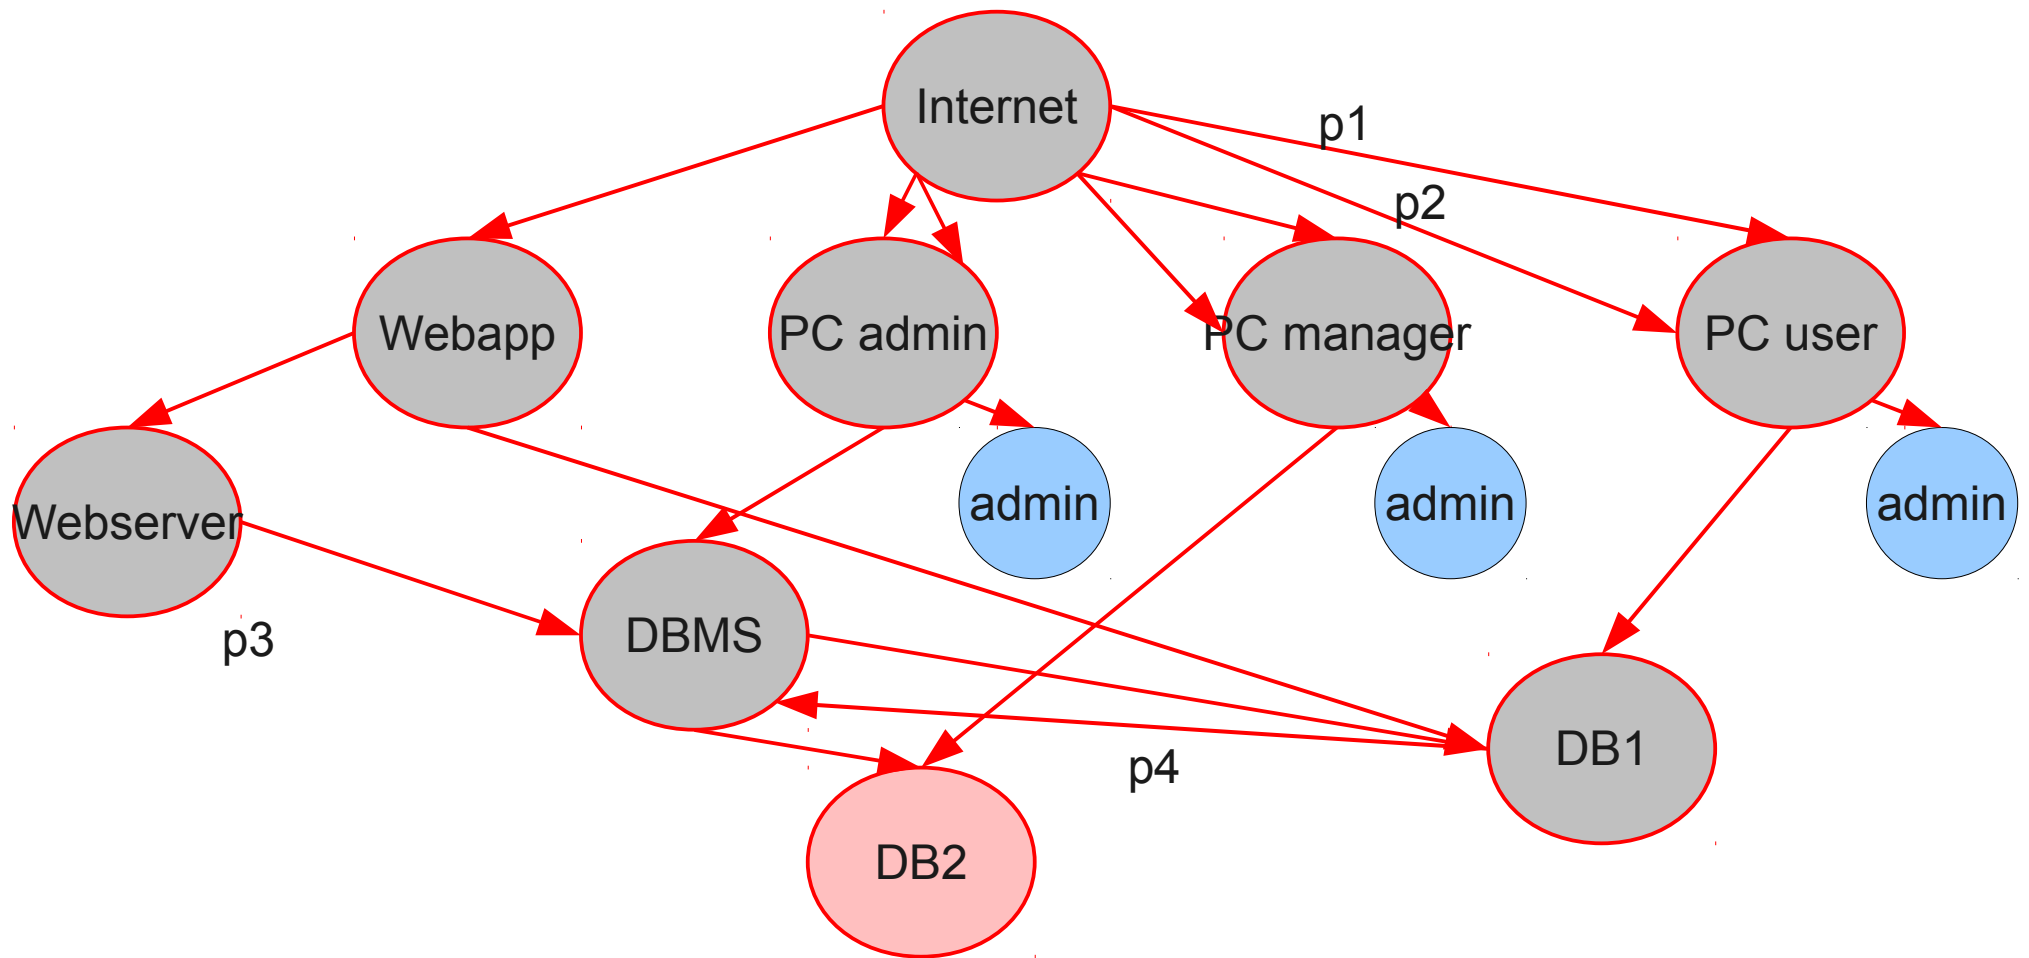 Internet
p1
p2
Webapp
PC admin
PC manager
PC user
admin
admin
admin
Webserver
p3
DBMS
p4
DB1
DB2